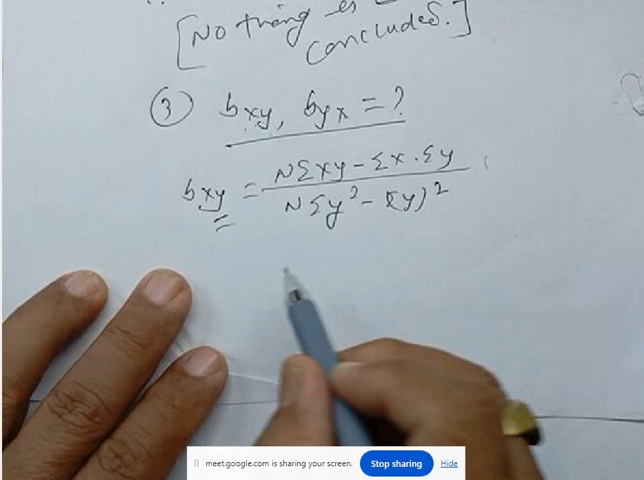 [No thing is
concluded.]
③ bxy, byx = ?
bxy = NΣxy - Σx . Σy
NΣy² - (Σy)²
meet.google.com is sharing your screen. Stop sharing Hide